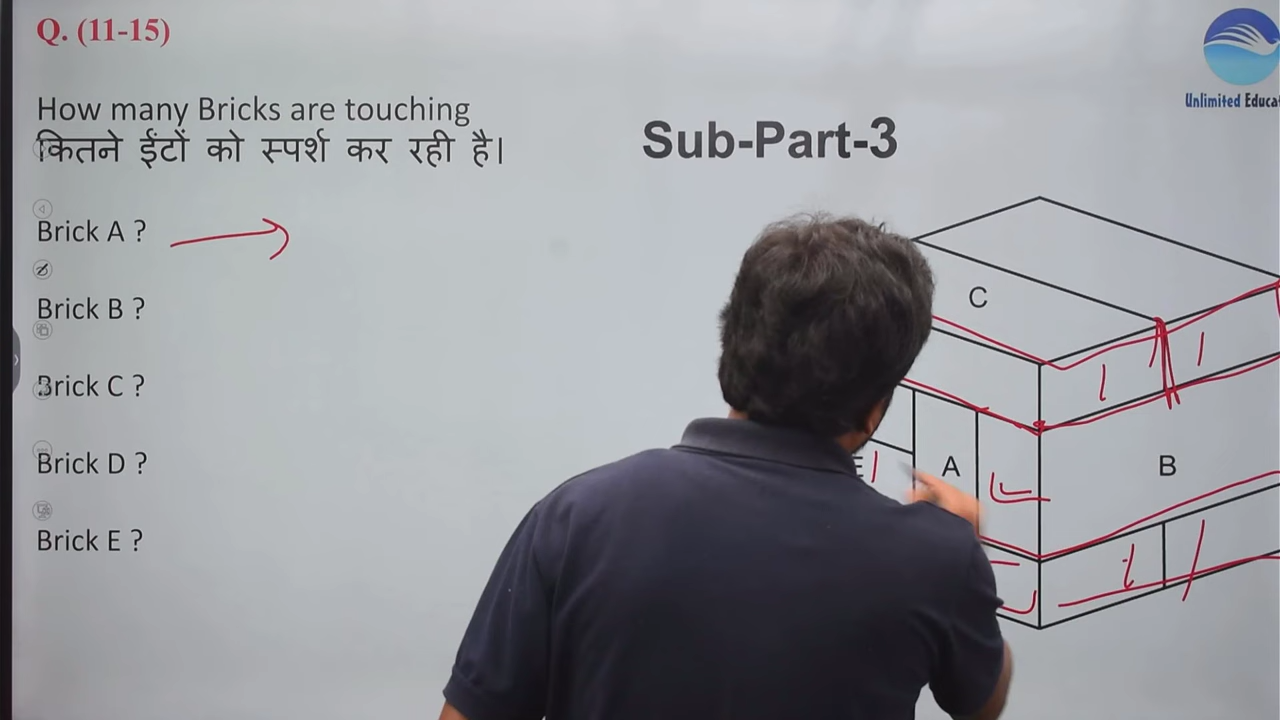 Q. (11-15)
How many Bricks are touching
कितने ईंटों को स्पर्श कर रही है।
Brick A ?
Brick B ?
Brick C ?
Brick D ?
Brick E ?
Sub-Part-3
Unlimited
C
A
B
E